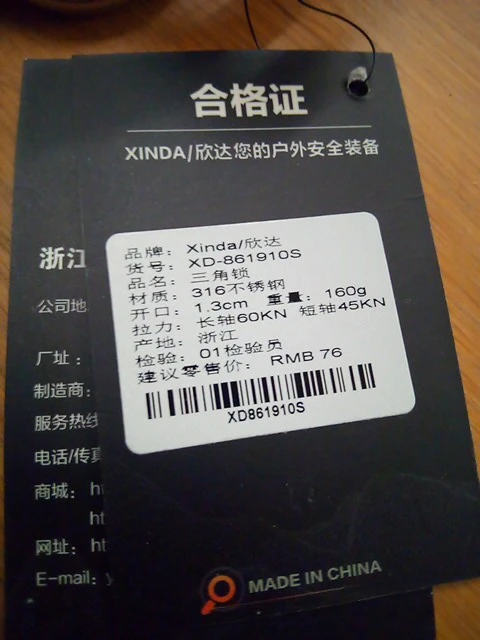 合格证
XINDA/欣达您的户外安全装备
品牌： Xinda/欣达
货号： XD-861910S
品名： 三角锁
材质： 316不锈钢
开口： 1.3cm 重量： 160g
拉力： 长轴60KN 短轴45KN
产地： 浙江
检验： 01检验员
建议零售价： RMB 76
XD861910S
MADE IN CHINA
浙江
公司地
厂址：
制造商：
服务热线
电话/传真
商城： ht
ht
网址： ht
E-mail：